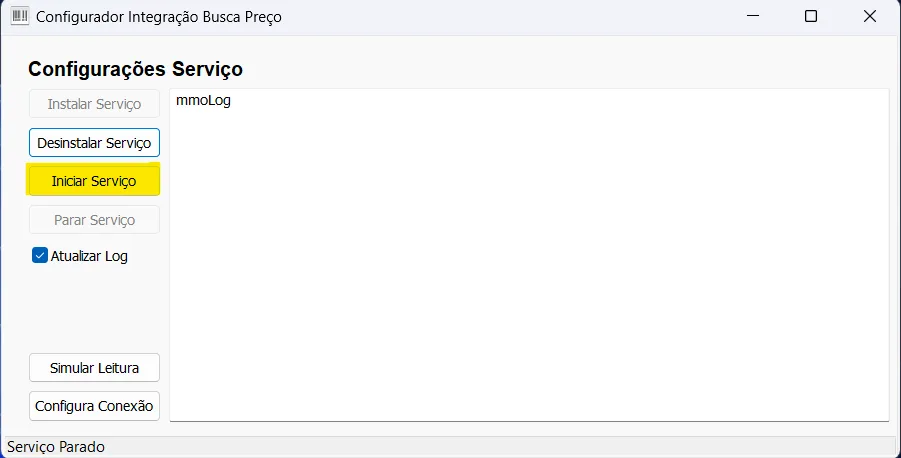 Configurador Integração Busca Preço
Configurações Serviço
Instalar Serviço
mmoLog
Desinstalar Serviço
Iniciar Serviço
Parar Serviço
Atualizar Log
Simular Leitura
Configura Conexão
Serviço Parado